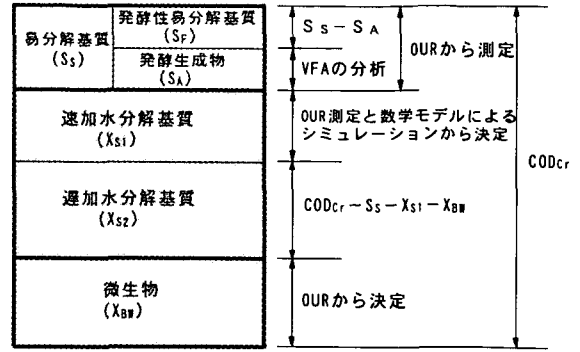 易分解基質
(Ss)
発酵性易分解基質
(SF)
発酵生成物
(SA)
速加水分解基質
(XS1)
遅加水分解基質
(XS2)
微生物
(XBW)
Ss－SA
VFAの分析
OURから測定
OUR測定と数学モデルによる
シミュレーションから決定
CODCr－Ss－XS1－XBW
OURから決定
CODCr